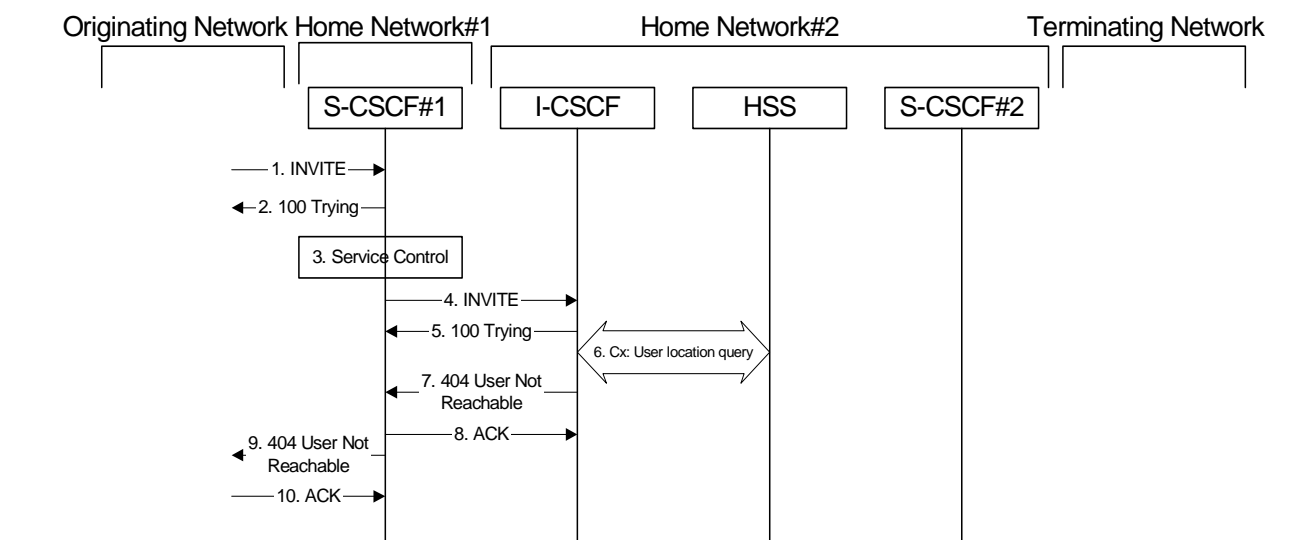 Originating Network Home Network#1 Home Network#2 Terminating Network
S-CSCF#1 I-CSCF HSS S-CSCF#2
1. INVITE
2. 100 Trying
3. Service Control
4. INVITE
5. 100 Trying
6. Cx: User location query
7. 404 User Not
Reachable
8. ACK
9. 404 User Not
Reachable
10. ACK